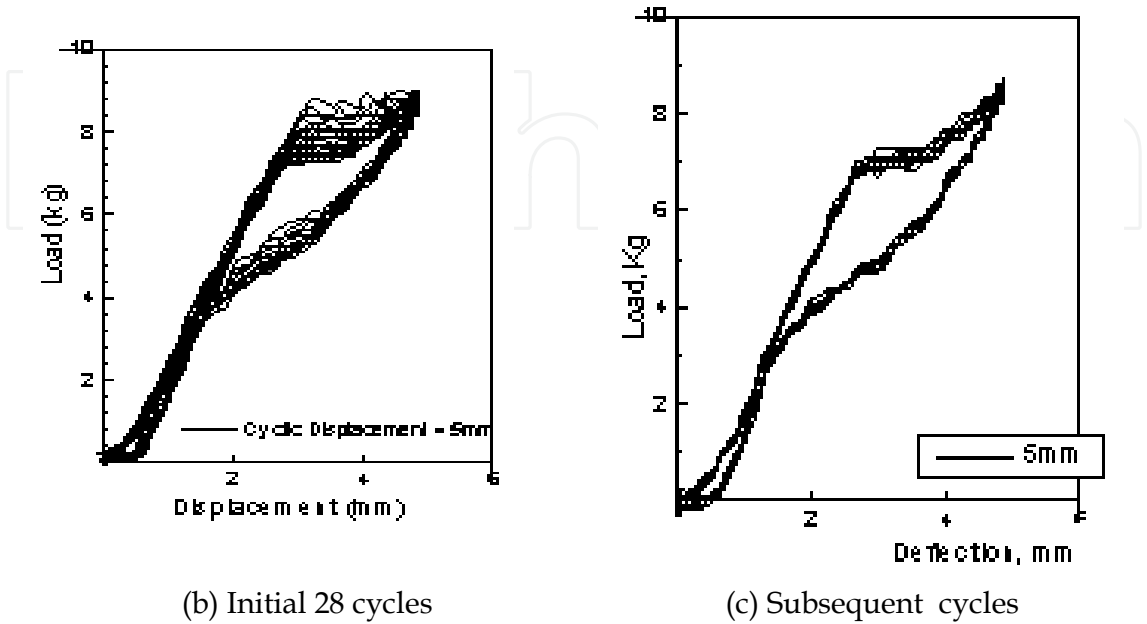 10
8
6
4
2
Load (kg)
Cyclic Displacement = 5mm
2
4
6
Displacement (mm)
(b) Initial 28 cycles
10
8
6
4
2
Load, Kg
5mm
2
4
6
Deflection, mm
(c) Subsequent cycles